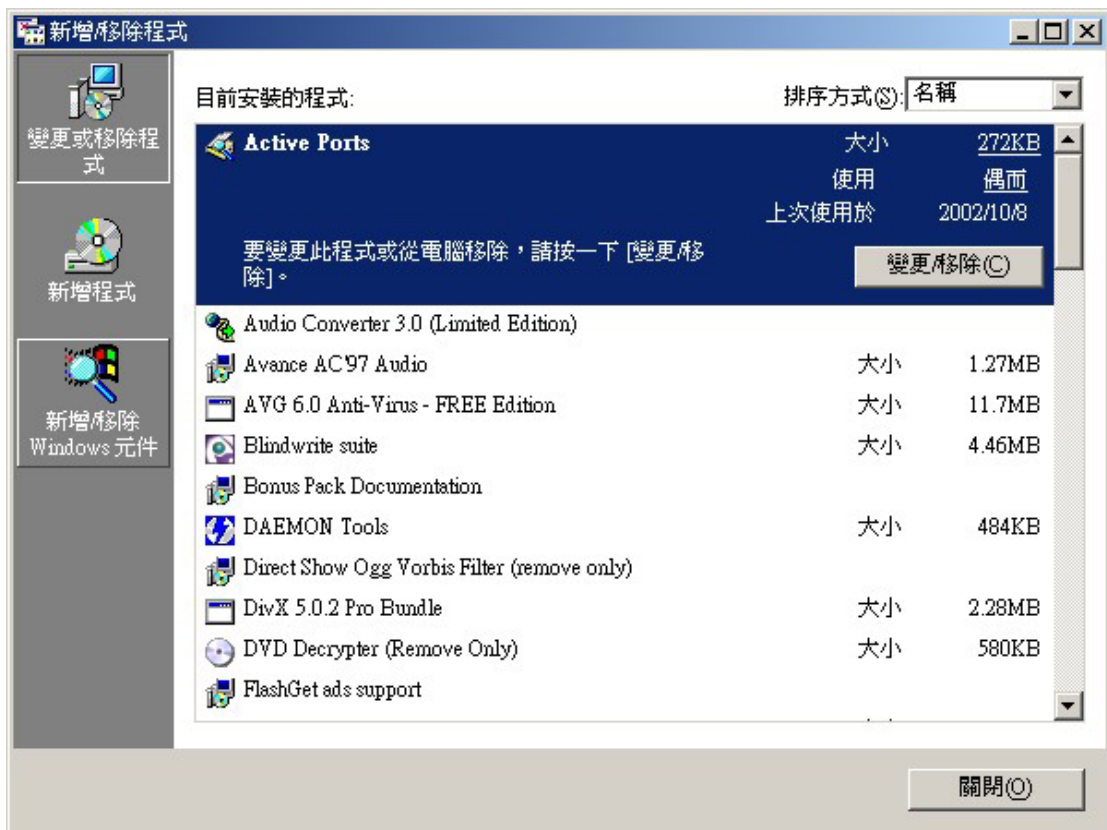 新增/移除程式
變更或移除程
式
新增程式
新增/移除
Windows 元件
目前安裝的程式:
排序方式(S): 名稱
Active Ports 大小 272KB
使用 偶而
上次使用於 2002/10/8
要變更此程式或從電腦移除，請按一下 [變更/移
除]。
變更/移除(C)
Audio Converter 3.0 (Limited Edition)
Avance AC'97 Audio 大小 1.27MB
AVG 6.0 Anti-Virus - FREE Edition 大小 11.7MB
Blindwrite suite 大小 4.46MB
Bonus Pack Documentation
DAEMON Tools 大小 484KB
Direct Show Ogg Vorbis Filter (remove only)
DivX 5.0.2 Pro Bundle 大小 2.28MB
DVD Decrypter (Remove Only) 大小 580KB
FlashGet ads support
關閉(O)